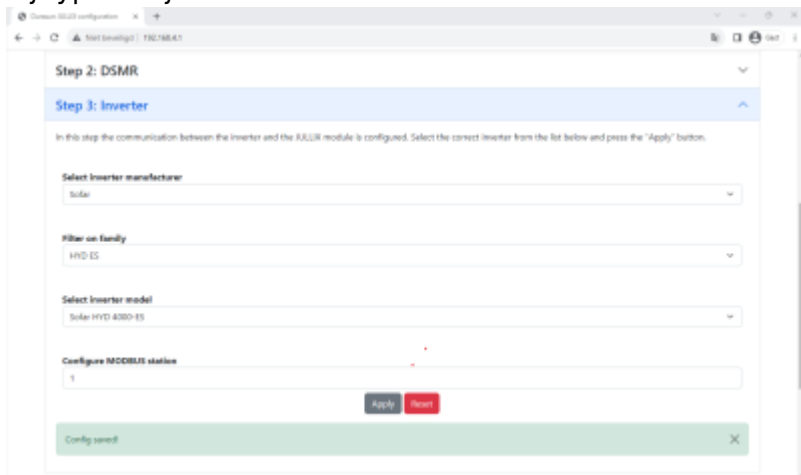 Step 2: DSMR
Step 3: Inverter
In this step the communication between the inverter and the module is configured. Select the correct inverter from the list below and press the "Apply" button.
Select inverter manufacturer
Solar
Filter on family
HYD ES
Select inverter model
Solar HYD 4000-ES
Configure MODBUS station
1
Apply Reset
Config saved!